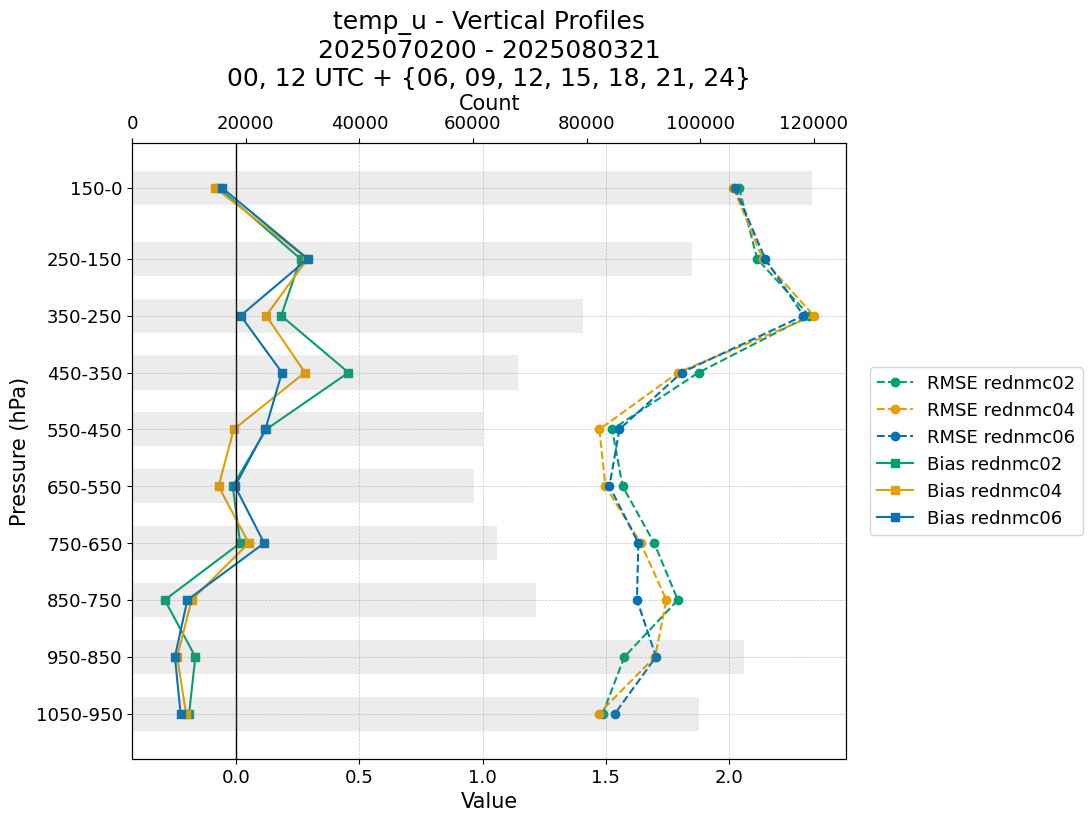 temp_u - Vertical Profiles
2025070200 - 2025080321
00, 12 UTC + {06, 09, 12, 15, 18, 21, 24}
Count
0 20000 40000 60000 80000 100000 120000
Pressure (hPa)
150-0
250-150
350-250
450-350
550-450
650-550
750-650
850-750
950-850
1050-950
0.0 0.5 1.0 1.5 2.0
Value
RMSE rednmc02
RMSE rednmc04
RMSE rednmc06
Bias rednmc02
Bias rednmc04
Bias rednmc06